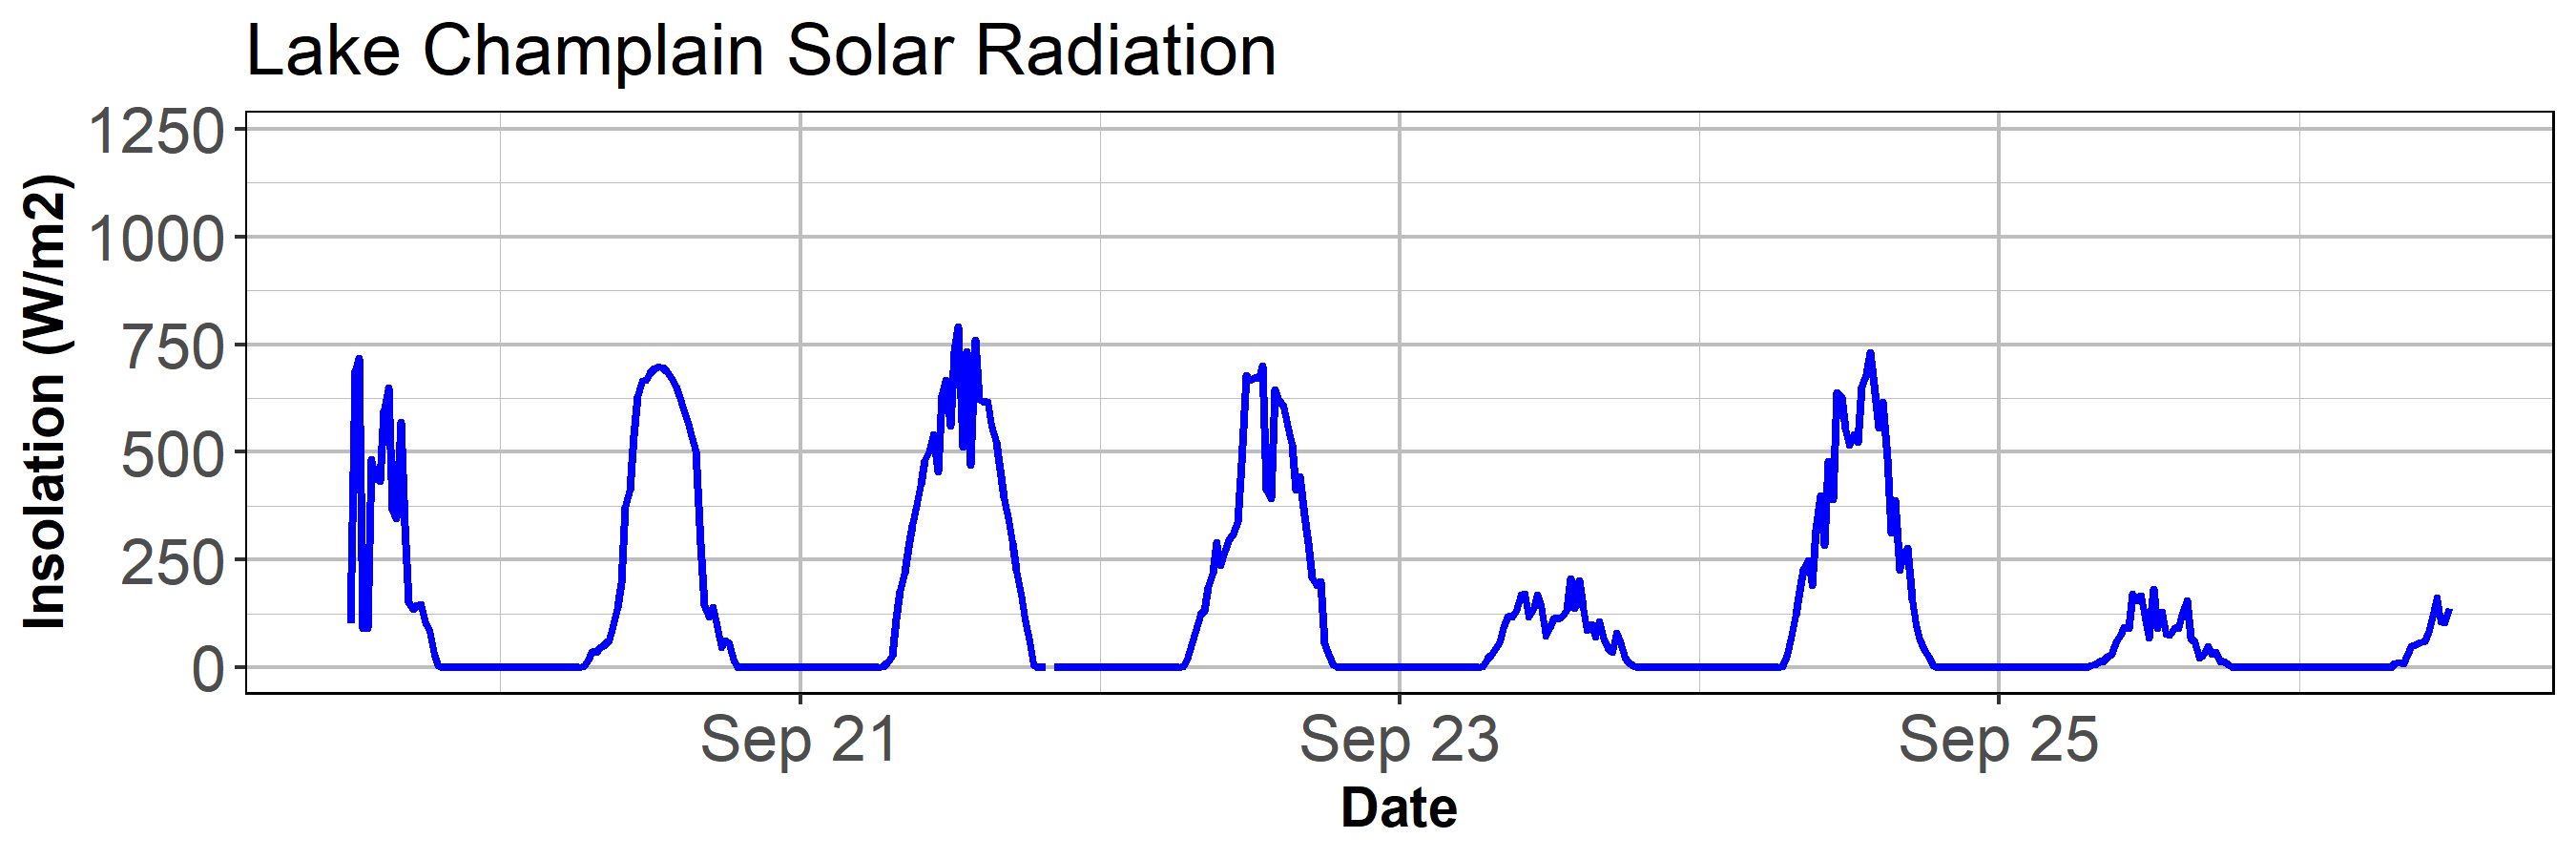 Lake Champlain Solar Radiation
Insolation (W/m2)
1250
1000
750
500
250
0
Sep 21 Sep 23 Sep 25
Date